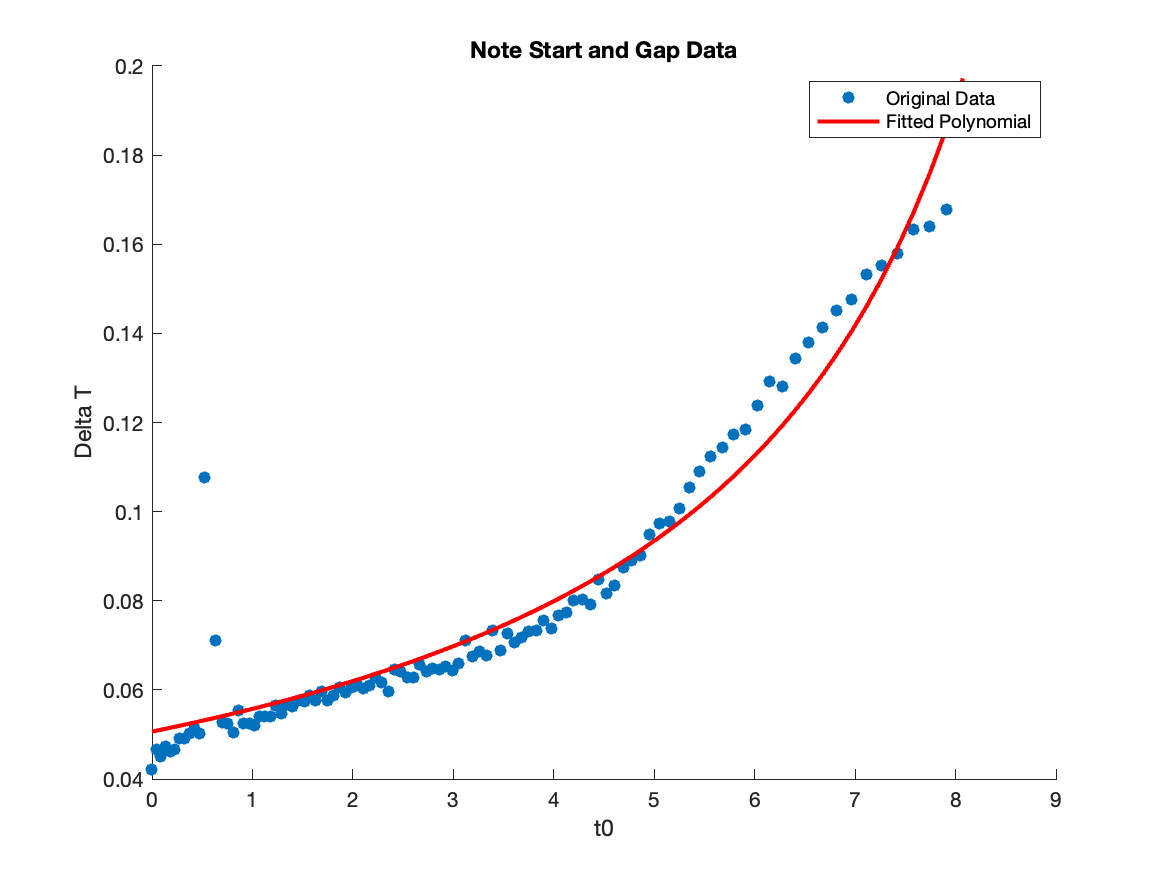 Note Start and Gap Data
0.2
Original Data
Fitted Polynomial
0.18
0.16
0.14
0.12
0.1
0.08
0.06
0.04
Delta T
0 1 2 3 4 5 6 7 8 9
t0